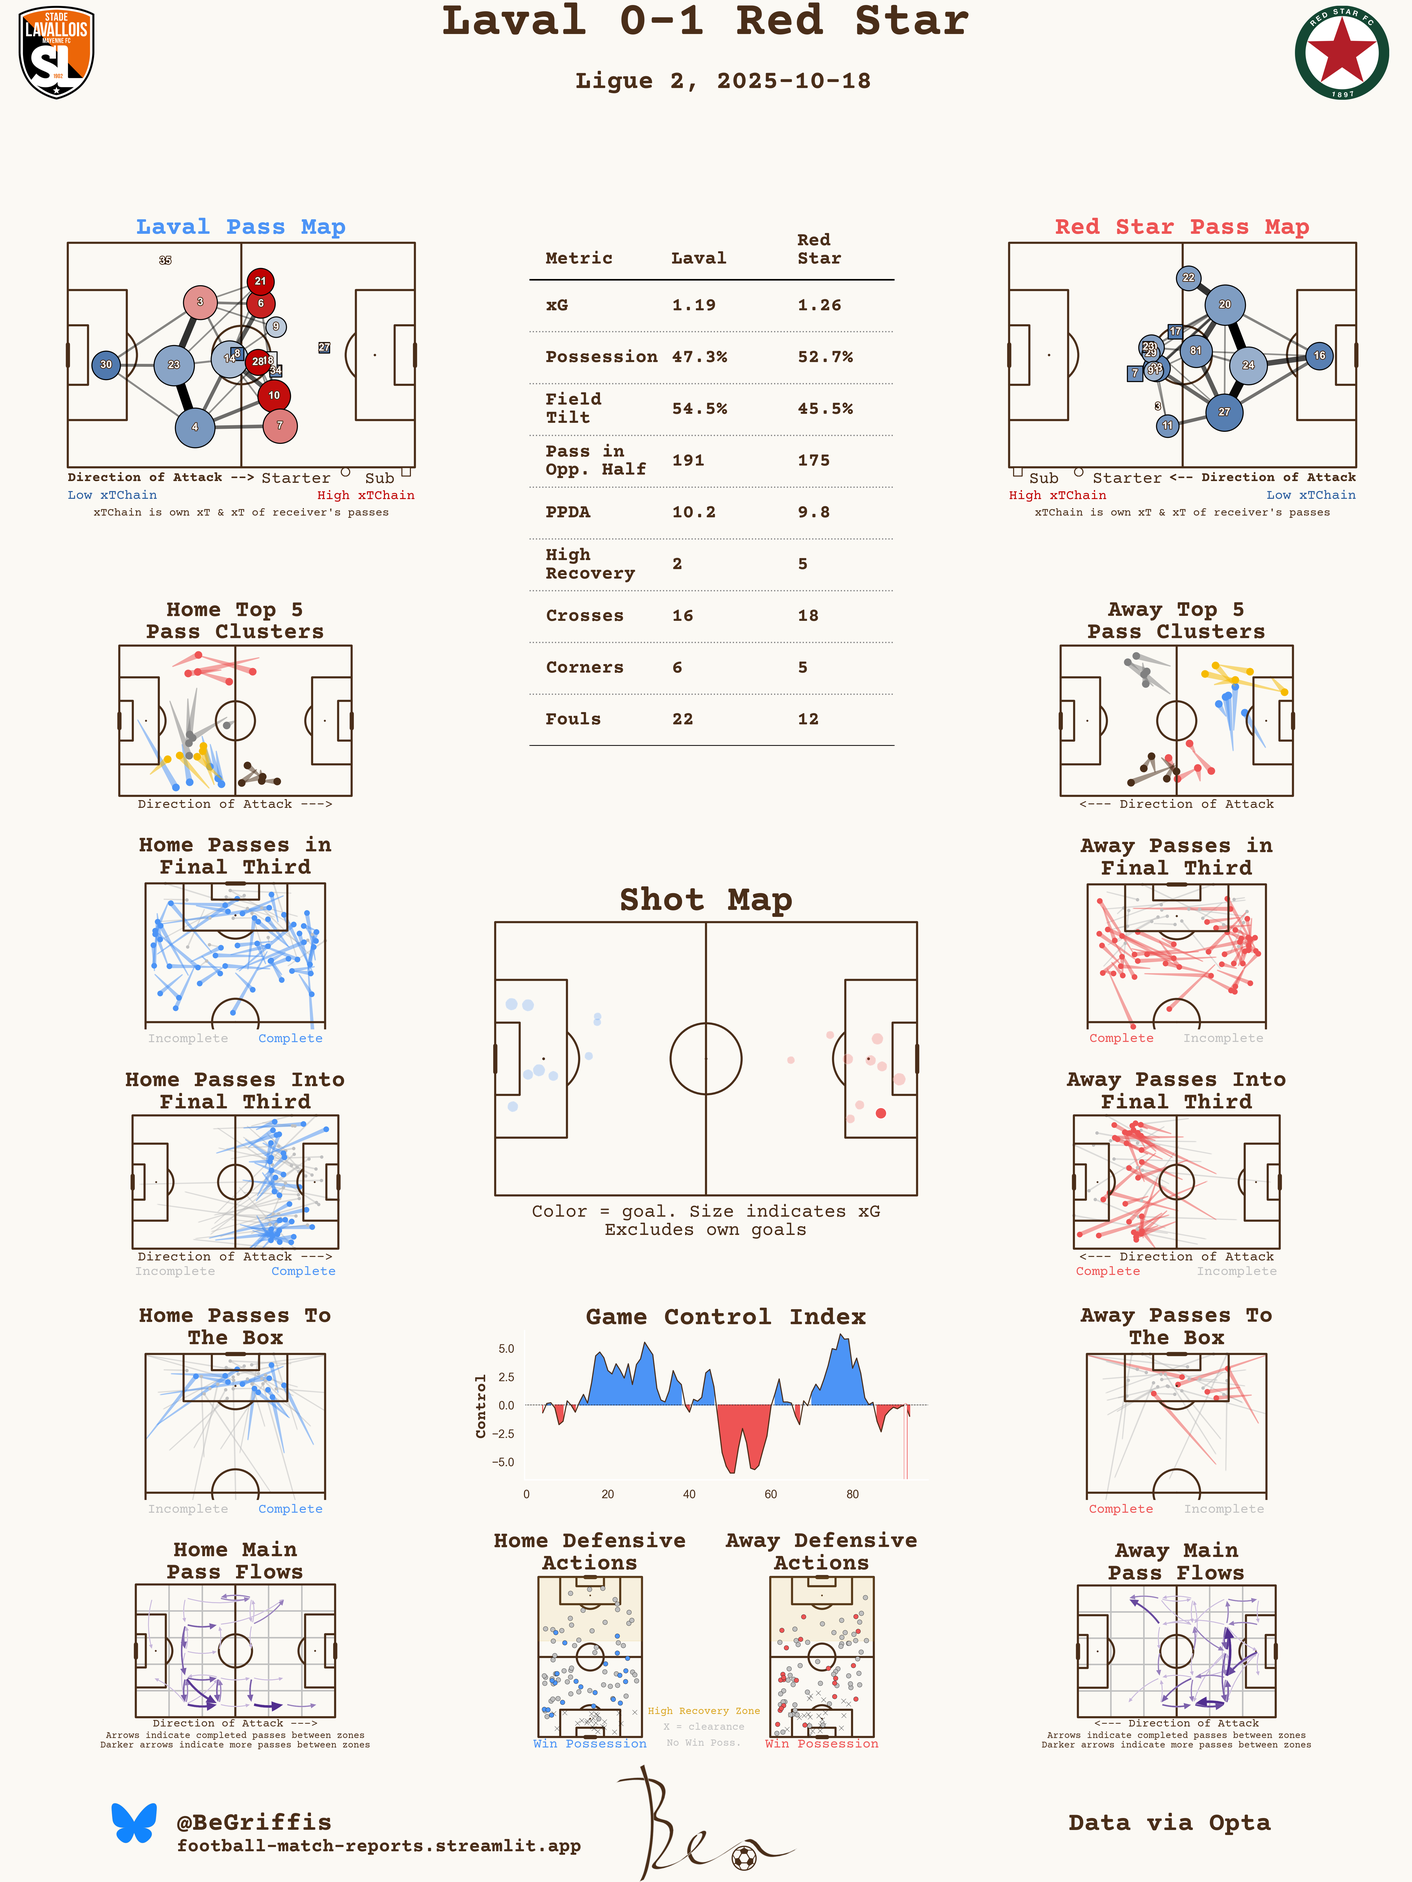 Laval 0-1 Red Star
Ligue 2, 2025-10-18
STADE
LAVALLOIS
MAYENNE FC
SL
1902
RED STAR FC
1897
Laval Pass Map
35
21
3
6
9
27
14
8
30
23
28
18
34
10
4
7
Direction of Attack --> Starter Sub
Low xTChain High xTChain
xTChain is own xT & xT of receiver's passes
Metric Laval Red Star
xG 1.19 1.26
Possession 47.3% 52.7%
Field Tilt 54.5% 45.5%
Pass in Opp. Half 191 175
PPDA 10.2 9.8
High Recovery 2 5
Crosses 16 18
Corners 6 5
Fouls 22 12
Red Star Pass Map
22
20
17
23
29
81
16
7
24
3
27
11
Sub Starter <-- Direction of Attack
High xTChain Low xTChain
xTChain is own xT & xT of receiver's passes
Home Top 5
Pass Clusters
Direction of Attack --->
Away Top 5
Pass Clusters
<--- Direction of Attack
Home Passes in
Final Third
Incomplete Complete
Away Passes in
Final Third
Complete Incomplete
Shot Map
Color = goal. Size indicates xG
Excludes own goals
Home Passes Into
Final Third
Direction of Attack --->
Incomplete Complete
Away Passes Into
Final Third
<--- Direction of Attack
Complete Incomplete
Home Passes To
The Box
Incomplete Complete
Game Control Index
Control
5.0
2.5
0.0
−2.5
−5.0
0 20 40 60 80
Away Passes To
The Box
Complete Incomplete
Home Main
Pass Flows
Direction of Attack --->
Arrows indicate completed passes between zones
Darker arrows indicate more passes between zones
Home Defensive
Actions
Win Possession
High Recovery Zone
X = clearance
No Win Poss.
Away Defensive
Actions
Win Possession
Away Main
Pass Flows
<--- Direction of Attack
Arrows indicate completed passes between zones
Darker arrows indicate more passes between zones
@BeGriffis
football-match-reports.streamlit.app
Ben
Data via Opta